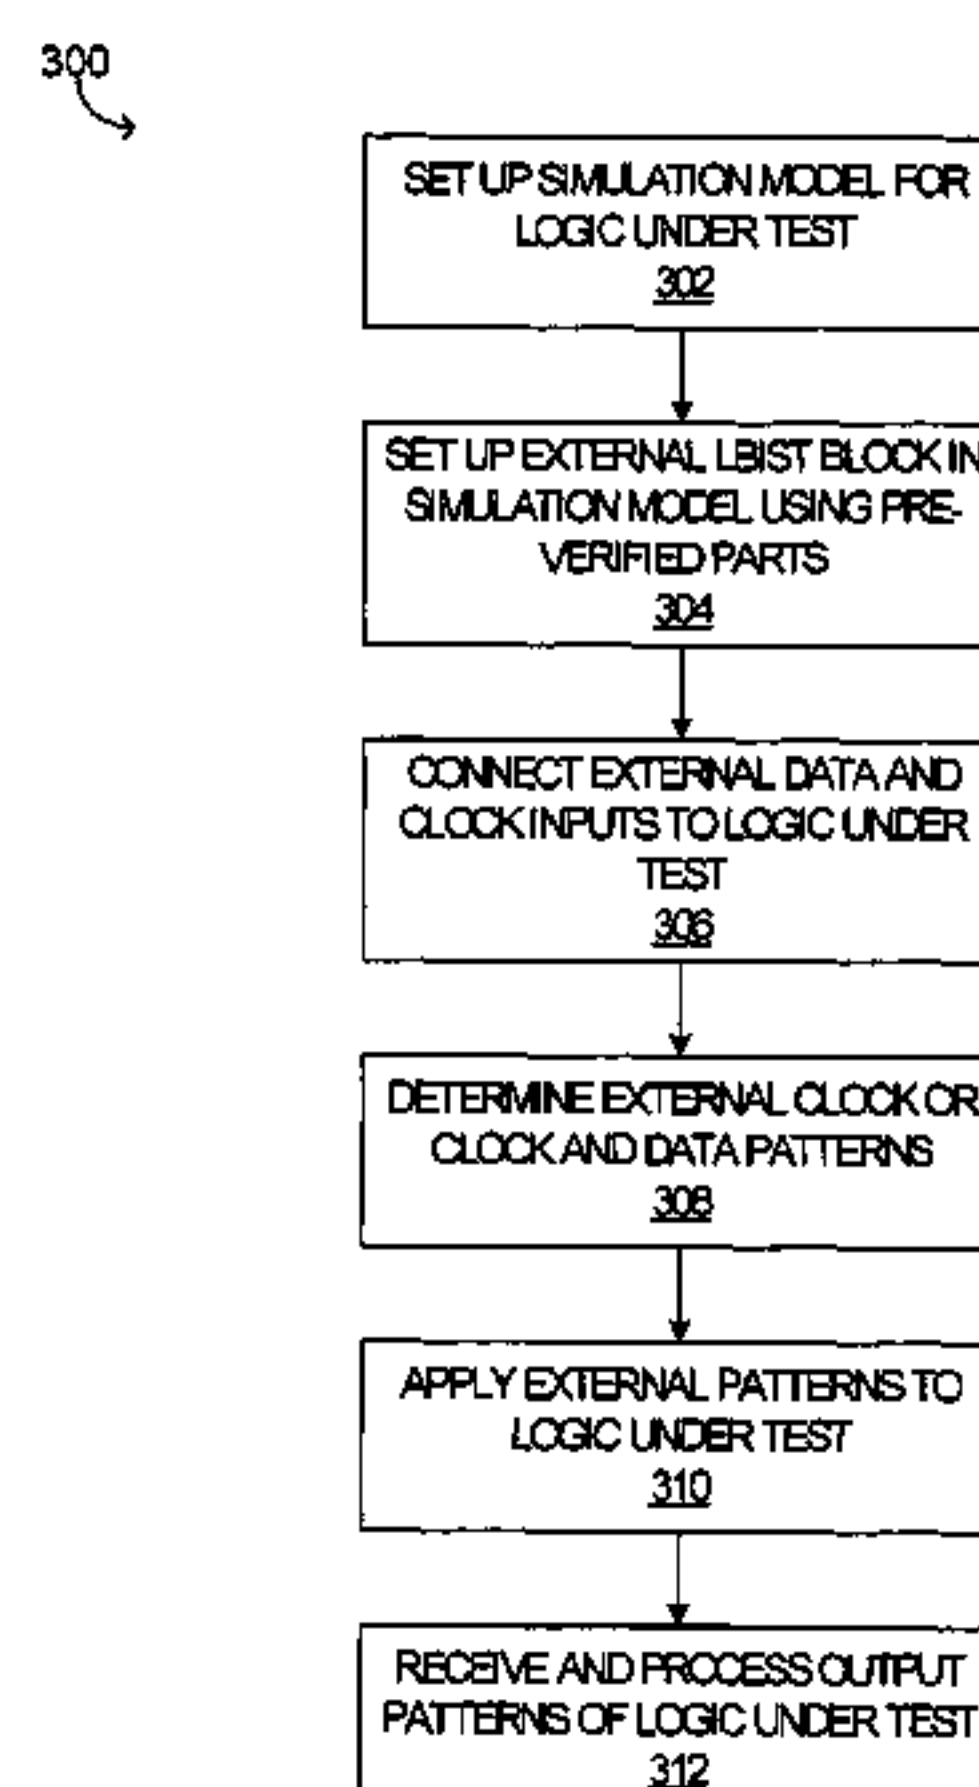 300
SET UP SIMULATION MODEL FOR
LOGIC UNDER TEST
302
SET UP EXTERNAL LBIST BLOCK IN
SIMULATION MODEL USING PRE-
VERIFIED PARTS
304
CONNECT EXTERNAL DATA AND
CLOCK INPUTS TO LOGIC UNDER
TEST
306
DETERMINE EXTERNAL CLOCK OR
CLOCK AND DATA PATTERNS
308
APPLY EXTERNAL PATTERNS TO
LOGIC UNDER TEST
310
RECEIVE AND PROCESS OUTPUT
PATTERNS OF LOGIC UNDER TEST
312